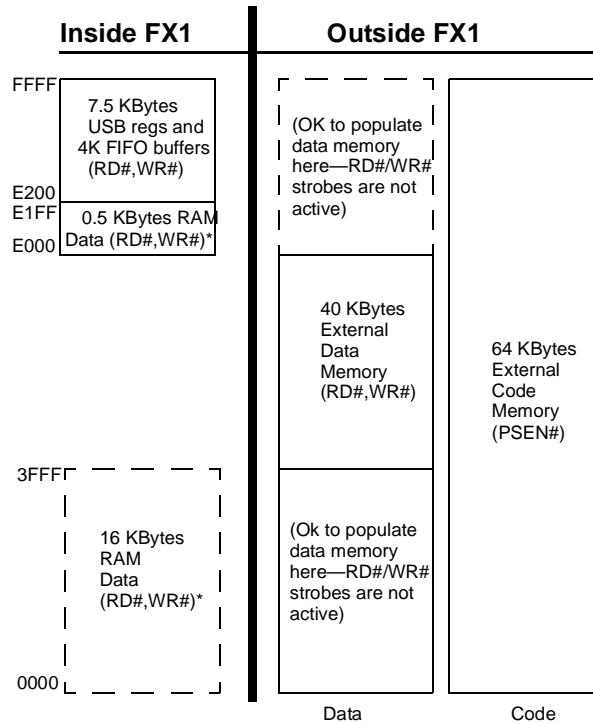 Inside FX1
Outside FX1
FFFF
7.5 KBytes
USB regs and
4K FIFO buffers
(RD#,WR#)
E200
E1FF
0.5 KBytes RAM
Data (RD#,WR#)*
E000
(OK to populate
data memory
here—RD#/WR#
strobes are not
active)
40 KBytes
External
Data
Memory
(RD#,WR#)
64 KBytes
External
Code
Memory
(PSEN#)
3FFF
16 KBytes
RAM
Data
(RD#,WR#)*
(Ok to populate
data memory
here—RD#/WR#
strobes are not
active)
0000
Data
Code